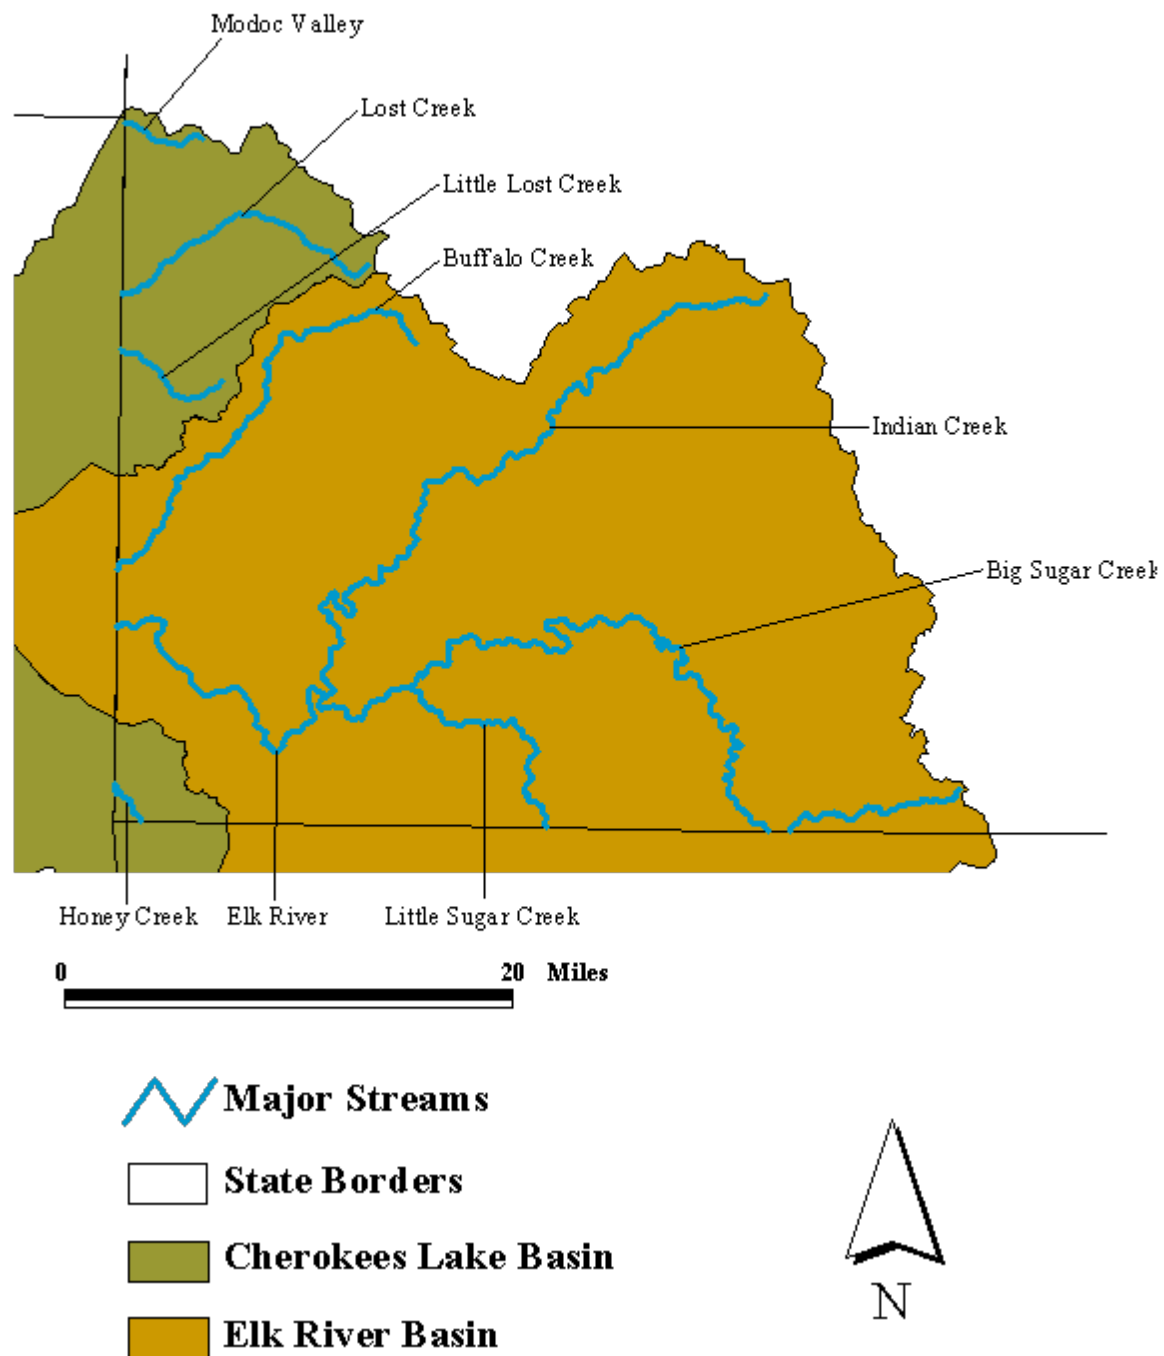 Modoc Valley
Lost Creek
Little Lost Creek
Buffalo Creek
Indian Creek
Big Sugar Creek
Honey Creek Elk River Little Sugar Creek
0 20 Miles
Major Streams
State Borders
Cherokees Lake Basin
Elk River Basin
N